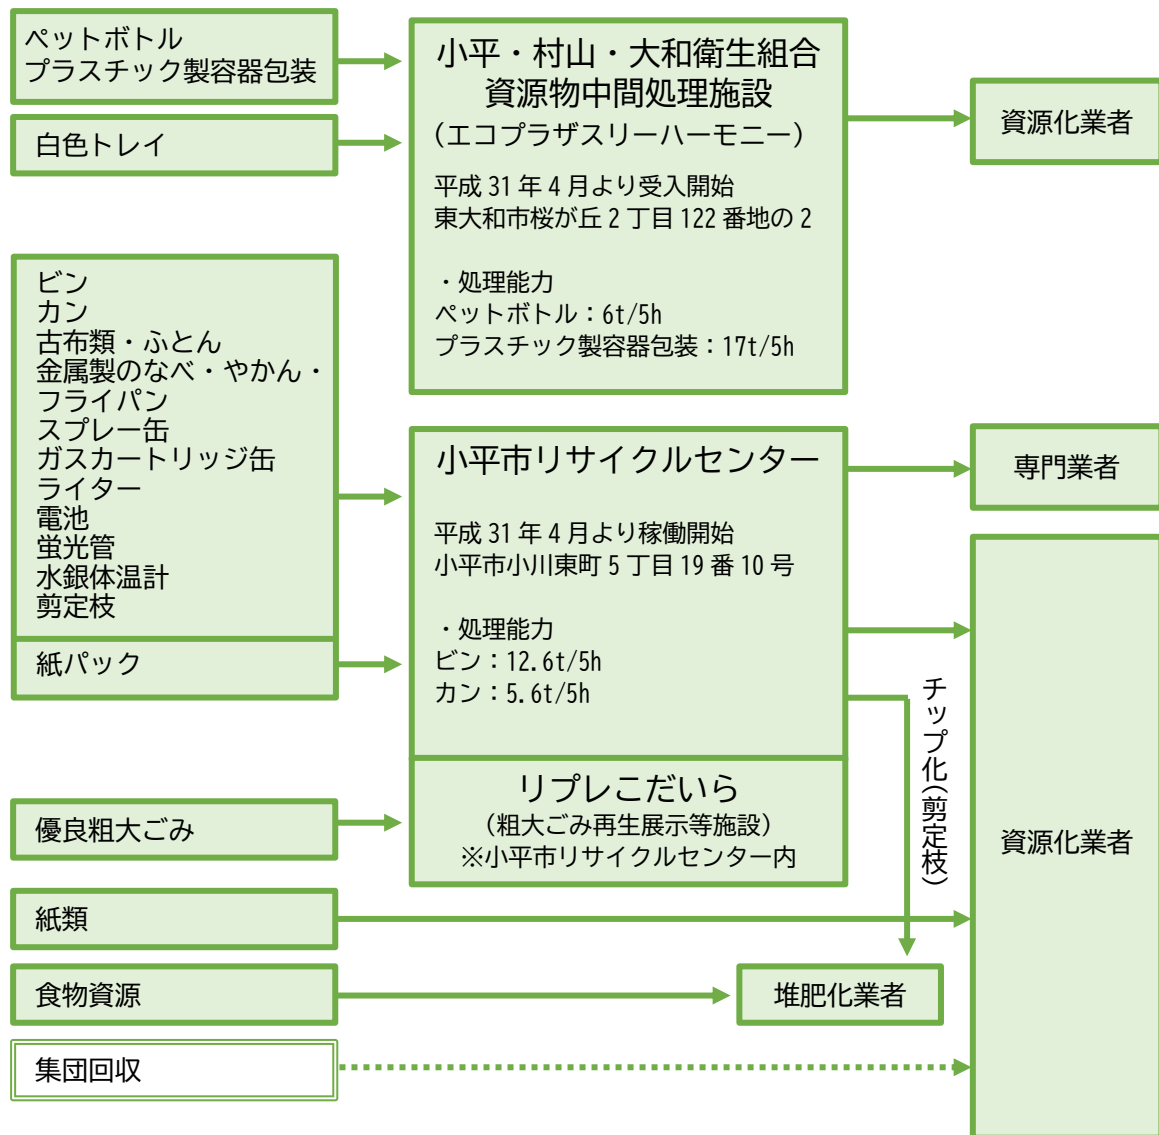 ペットボトル
プラスチック製容器包装
白色トレイ
小平・村山・大和衛生組合
資源物中間処理施設
(エコプラザスリーハーモニー)
平成 31 年 4 月より受入開始
東大和市桜が丘 2 丁目 122 番地の 2
・処理能力
ペットボトル：6t/5h
プラスチック製容器包装：17t/5h
資源化業者
ビン
カン
古布類・ふとん
金属製のなべ・やかん・
フライパン
スプレー缶
ガスカートリッジ缶
ライター
電池
蛍光管
水銀体温計
剪定枝
紙パック
小平市リサイクルセンター
平成 31 年 4 月より稼働開始
小平市小川東町 5 丁目 19 番 10 号
・処理能力
ビン：12.6t/5h
カン：5.6t/5h
専門業者
チップ化(剪定枝)
優良粗大ごみ
リプレこだいら
(粗大ごみ再生展示等施設)
※小平市リサイクルセンター内
資源化業者
紙類
食物資源
堆肥化業者
集団回収